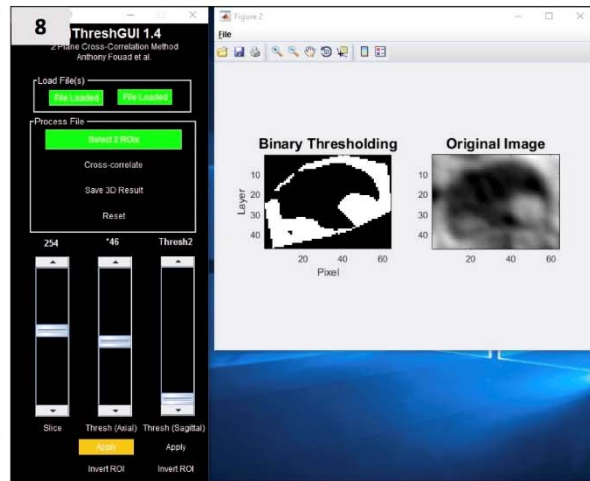 8
iThreshGUI 1.4
2 Plane Cross-Correlation Method
Anthony Fouad et al.
Load File(s)
File Loaded File Loaded
Process File
Select 2 ROIs
Cross-correlate
Save 3D Result
Reset
254 *46 Thresh2
Slice Thresh (Axial) Thresh (Sagittal)
Apply Apply
Invert ROI Invert ROI
Figure 2
File
Binary Thresholding Original Image
Layer
10
20
30
40
20 40 60
Pixel
10
20
30
40
20 40 60